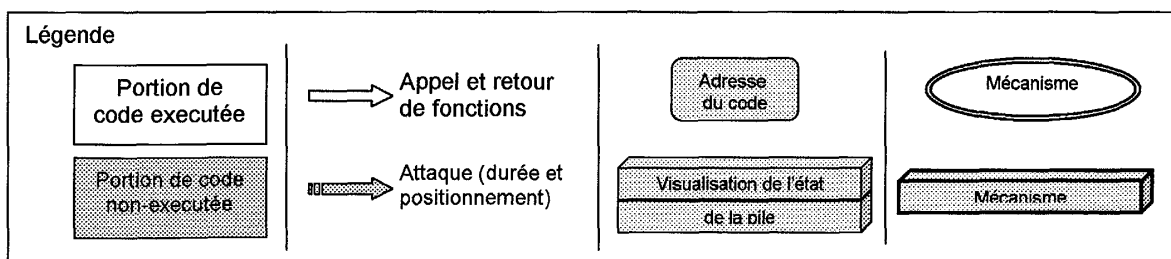 Légende
Portion de
code executée
Appel et retour
de fonctions
Adresse
du code
Mécanisme
Portion de code
non-executée
Attaque (durée et
positionnement)
Visualisation de l'état
de la pile
Mécanisme